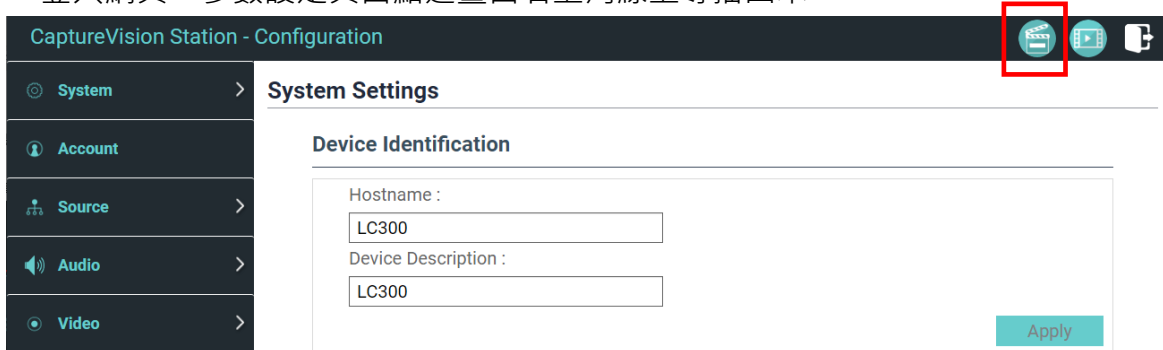 CaptureVision Station - Configuration
System
System Settings
Device Identification
Account
Hostname :
Source
LC300
Device Description :
Audio
LC300
Video
Apply